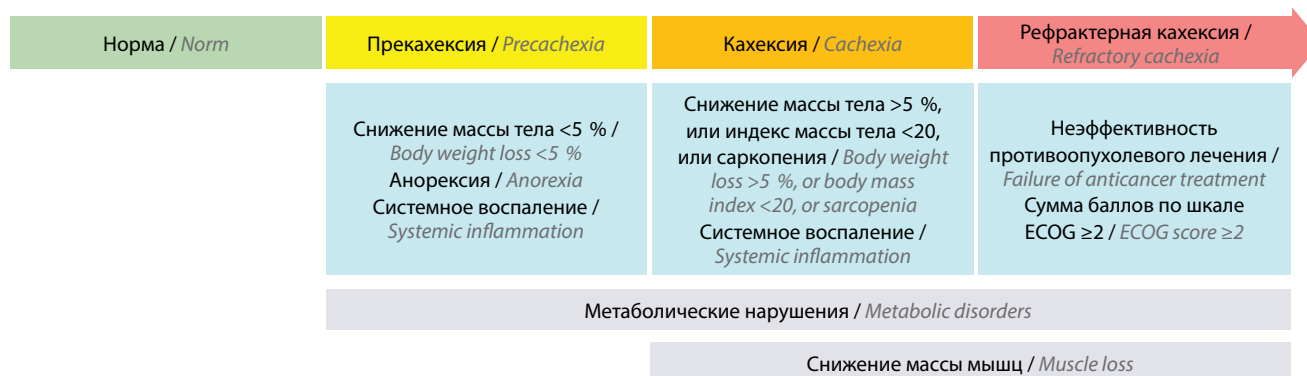 Норма / Norm
Прекахексия / Precachexia
Кахексия / Cachexia
Рефрактерная кахексия /
Refractory cachexia
Снижение массы тела <5 % /
Body weight loss <5 %
Анорексия / Anorexia
Системное воспаление /
Systemic inflammation
Снижение массы тела >5 %,
или индекс массы тела <20,
или саркопения / Body weight
loss >5 %, or body mass
index <20, or sarcopenia
Системное воспаление /
Systemic inflammation
Неэффективность
противоопухолевого лечения /
Failure of anticancer treatment
Сумма баллов по шкале
ECOG ≥2 / ECOG score ≥2
Метаболические нарушения / Metabolic disorders
Снижение массы мышц / Muscle loss